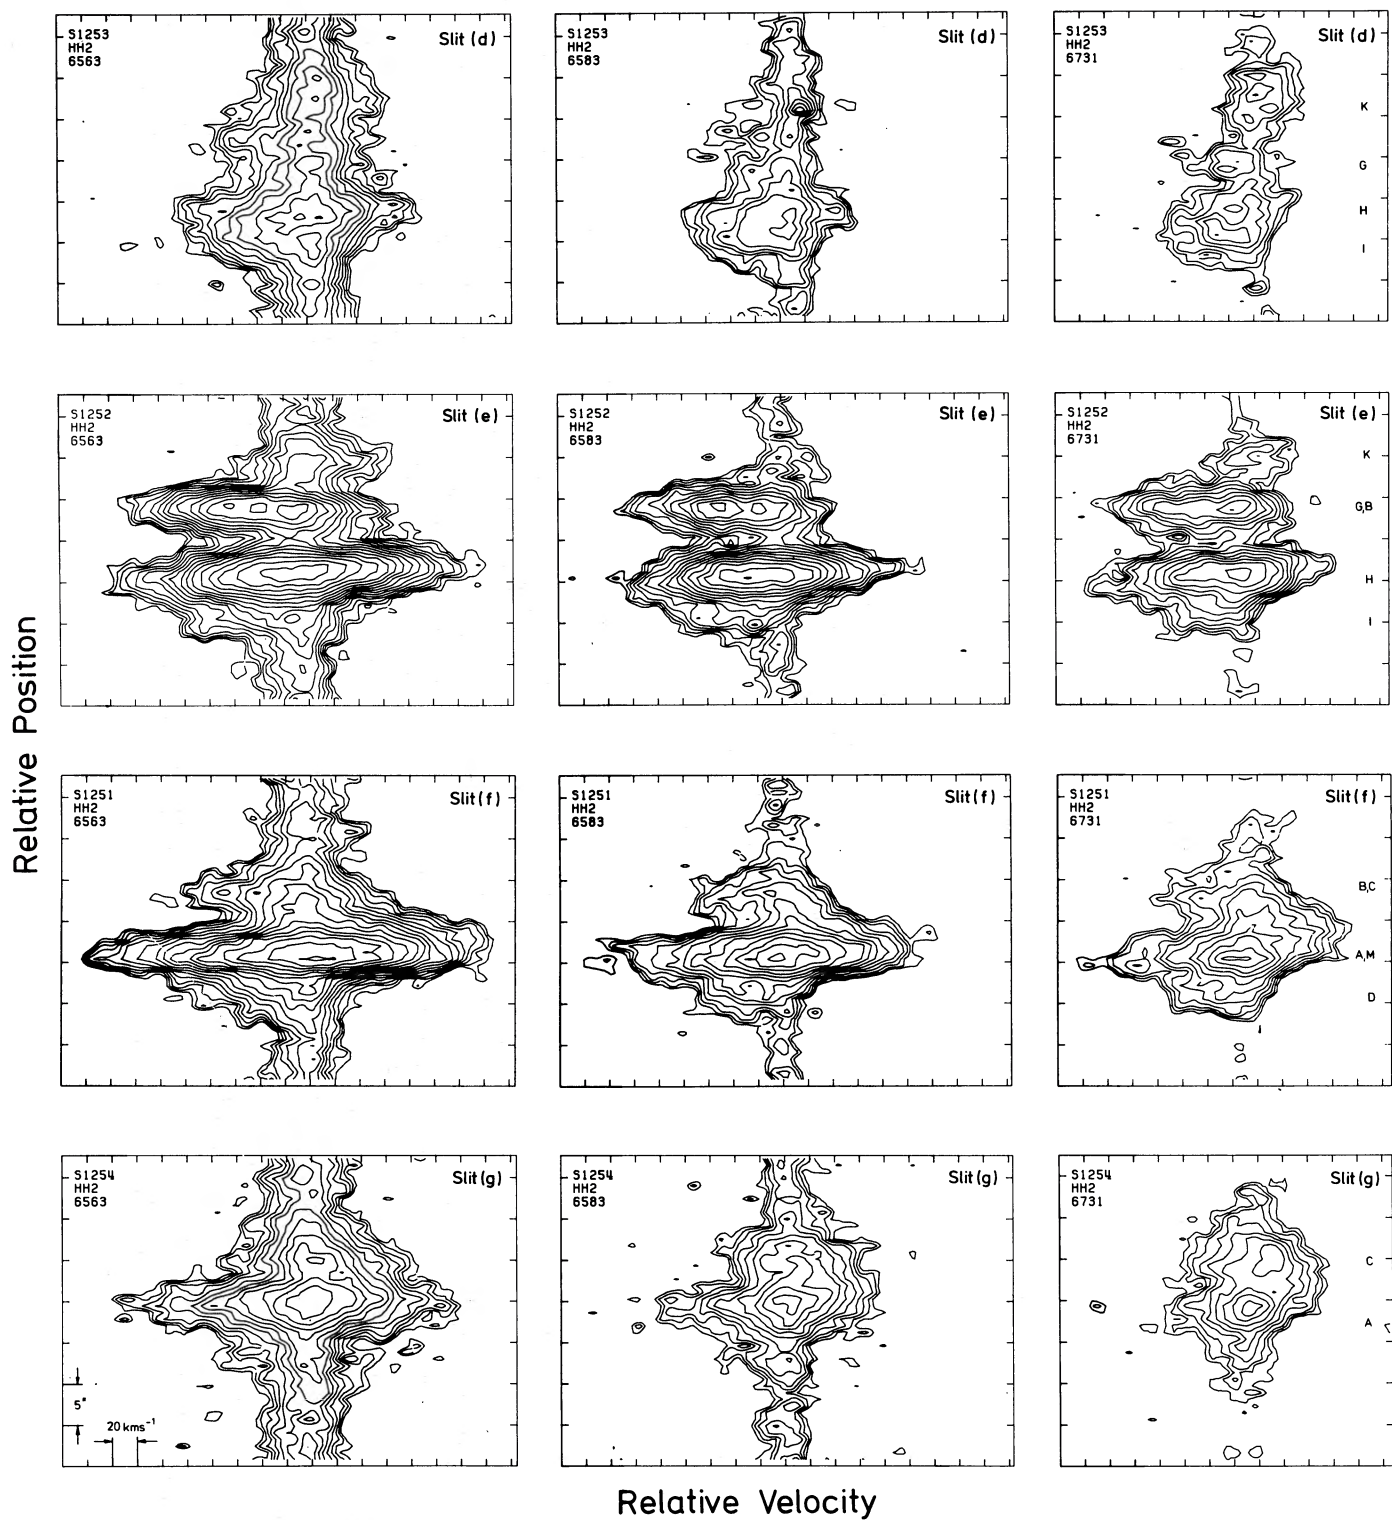 S1253
HH2
6563
Slit (d)
S1253
HH2
6583
Slit (d)
S1253
HH2
6731
Slit (d)
K
G
H
I
S1252
HH2
6563
Slit (e)
S1252
HH2
6583
Slit (e)
S1252
HH2
6731
Slit (e)
K
G,B
H
I
S1251
HH2
6563
Slit (f)
S1251
HH2
6583
Slit (f)
S1251
HH2
6731
Slit (f)
B,C
A,M
D
S1254
HH2
6563
Slit (g)
5"
20 kms⁻¹
S1254
HH2
6583
Slit (g)
S1254
HH2
6731
Slit (g)
C
A
Relative Position
Relative Velocity